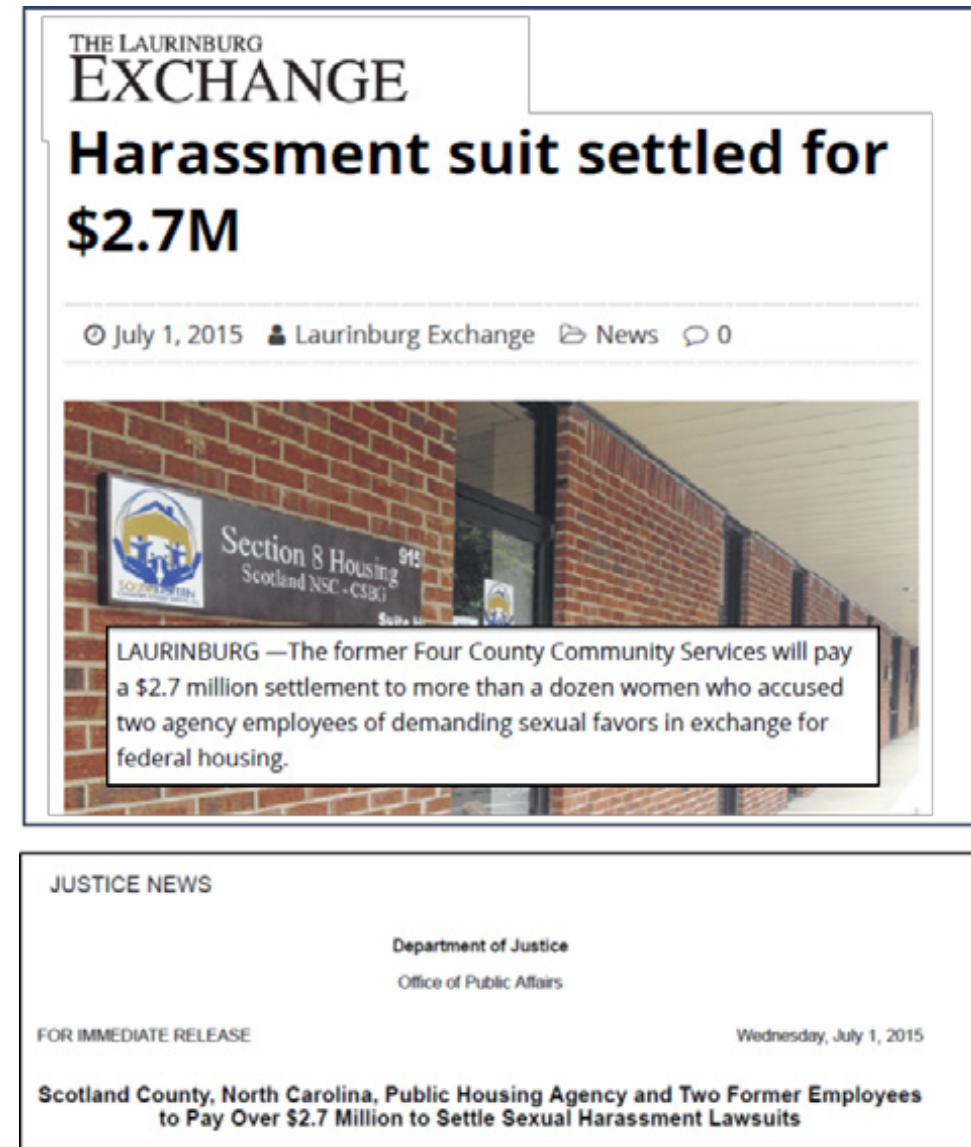 THE LAURINBURG
EXCHANGE
Harassment suit settled for
$2.7M
July 1, 2015 Laurinburg Exchange News 0
Section 8 Housing
915
Scotland NSC - CSBG
Suite H
LAURINBURG —The former Four County Community Services will pay
a $2.7 million settlement to more than a dozen women who accused
two agency employees of demanding sexual favors in exchange for
federal housing.
JUSTICE NEWS
Department of Justice
Office of Public Affairs
FOR IMMEDIATE RELEASE Wednesday, July 1, 2015
Scotland County, North Carolina, Public Housing Agency and Two Former Employees
to Pay Over $2.7 Million to Settle Sexual Harassment Lawsuits